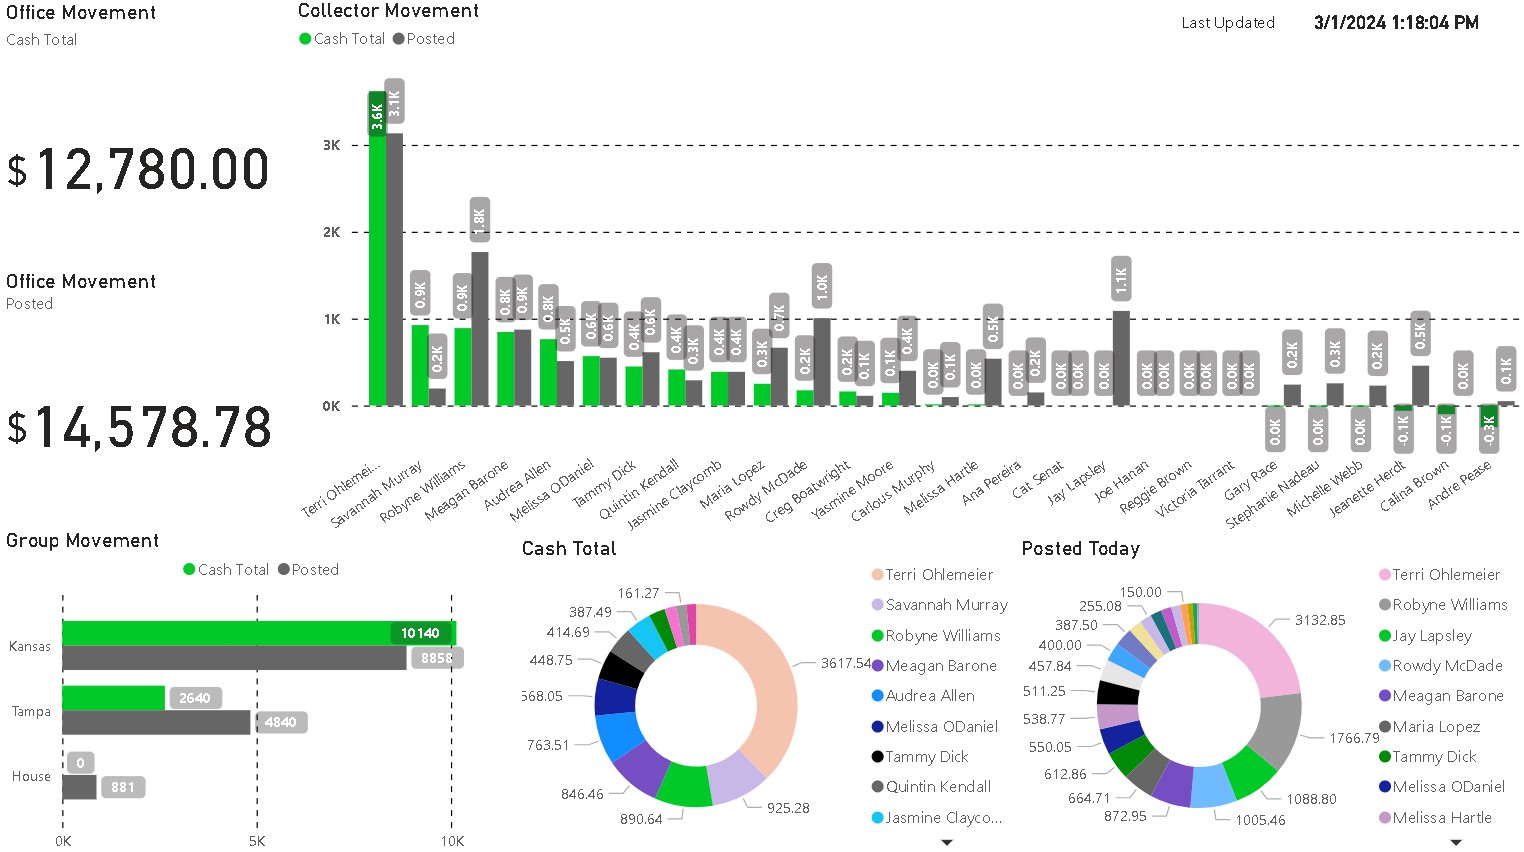 Office Movement
Cash Total
$12,780.00
Office Movement
Posted
$14,578.78
Collector Movement
Cash Total Posted
Last Updated 3/1/2024 1:18:04 PM
3K
2K
1K
0K
3.6K 3.1K 0.9K 0.2K 0.9K 1.8K 0.8K 0.9K 0.8K 0.5K 0.6K 0.6K 0.4K 0.6K 0.4K 0.3K 0.4K 0.4K 0.3K 0.7K 0.2K 1.0K 0.2K 0.1K 0.1K 0.4K 0.0K 0.1K 0.0K 0.5K 0.0K 0.2K 0.0K 0.0K 0.0K 1.1K 0.0K 0.0K 0.0K 0.0K 0.0K 0.0K 0.0K 0.2K 0.0K 0.3K 0.0K 0.2K -0.1K 0.5K -0.1K 0.0K -0.3K 0.1K
Terri Ohlemei...
Savannah Murray
Robyne Williams
Meagan Barone
Audrea Allen
Melissa ODaniel
Tammy Dick
Quintin Kendall
Jasmine Claycomb
Maria Lopez
Rowdy McDade
Creg Boatwright
Yasmine Moore
Carlous Murphy
Melissa Hartle
Ana Pereira
Cat Senat
Jay Lapsley
Joe Hanan
Reggie Brown
Victoria Tarrant
Gary Race
Stephanie Nadeau
Michelle Webb
Jeanette Herdt
Calina Brown
Andre Pease
Group Movement
Cash Total Posted
Kansas
10140
8858
Tampa
2640
4840
House
0
881
0K 5K 10K
Cash Total
161.27
387.49
414.69
448.75
568.05
763.51
846.46
890.64
925.28
3617.54
Terri Ohlemeier
Savannah Murray
Robyne Williams
Meagan Barone
Audrea Allen
Melissa ODaniel
Tammy Dick
Quintin Kendall
Jasmine Clayco...
Posted Today
150.00
255.08
387.50
400.00
457.84
511.25
538.77
550.05
612.86
664.71
872.95
1005.46
1088.80
1766.79
3132.85
Terri Ohlemeier
Robyne Williams
Jay Lapsley
Rowdy McDade
Meagan Barone
Maria Lopez
Tammy Dick
Melissa ODaniel
Melissa Hartle